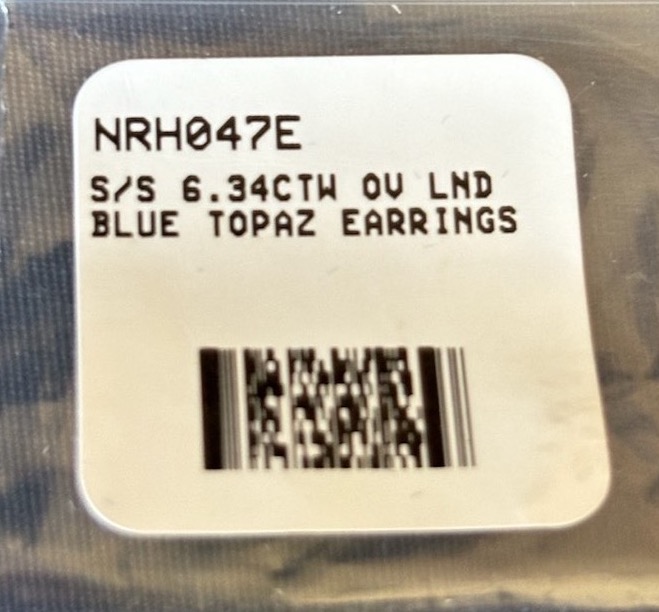 NRH047E
S/S 6.34CTW OV LND
BLUE TOPAZ EARRINGS